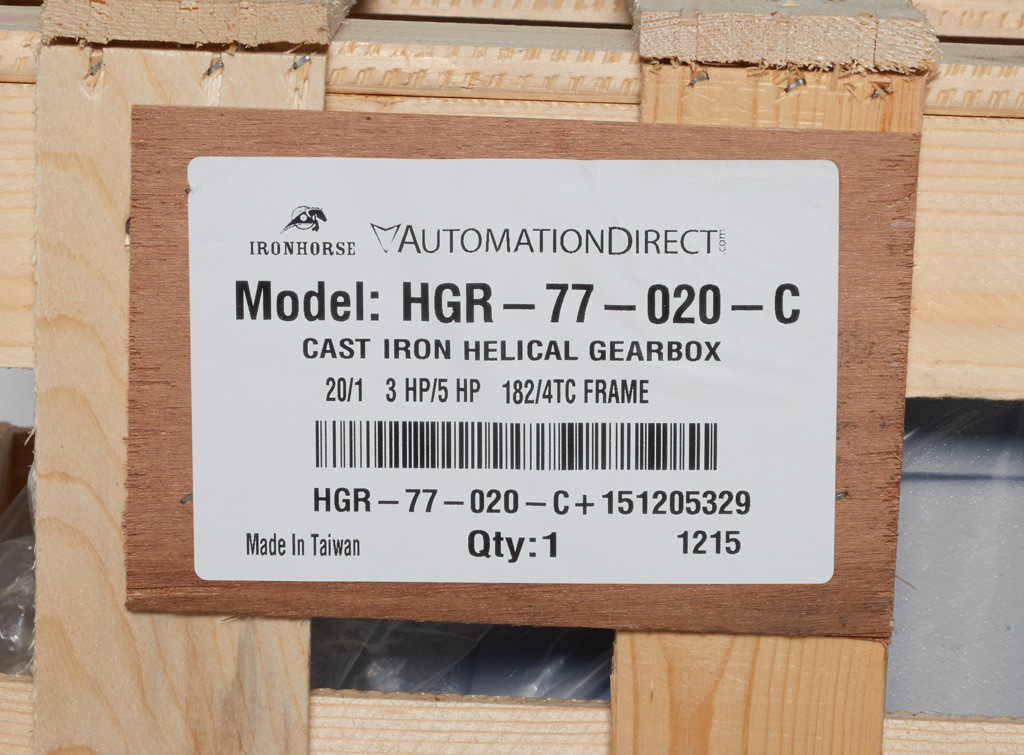 IRONHORSE AUTOMATIONDIRECT.com
Model: HGR-77-020-C
CAST IRON HELICAL GEARBOX
20/1 3 HP/5 HP 182/4TC FRAME
HGR-77-020-C+151205329
Made In Taiwan Qty:1 1215